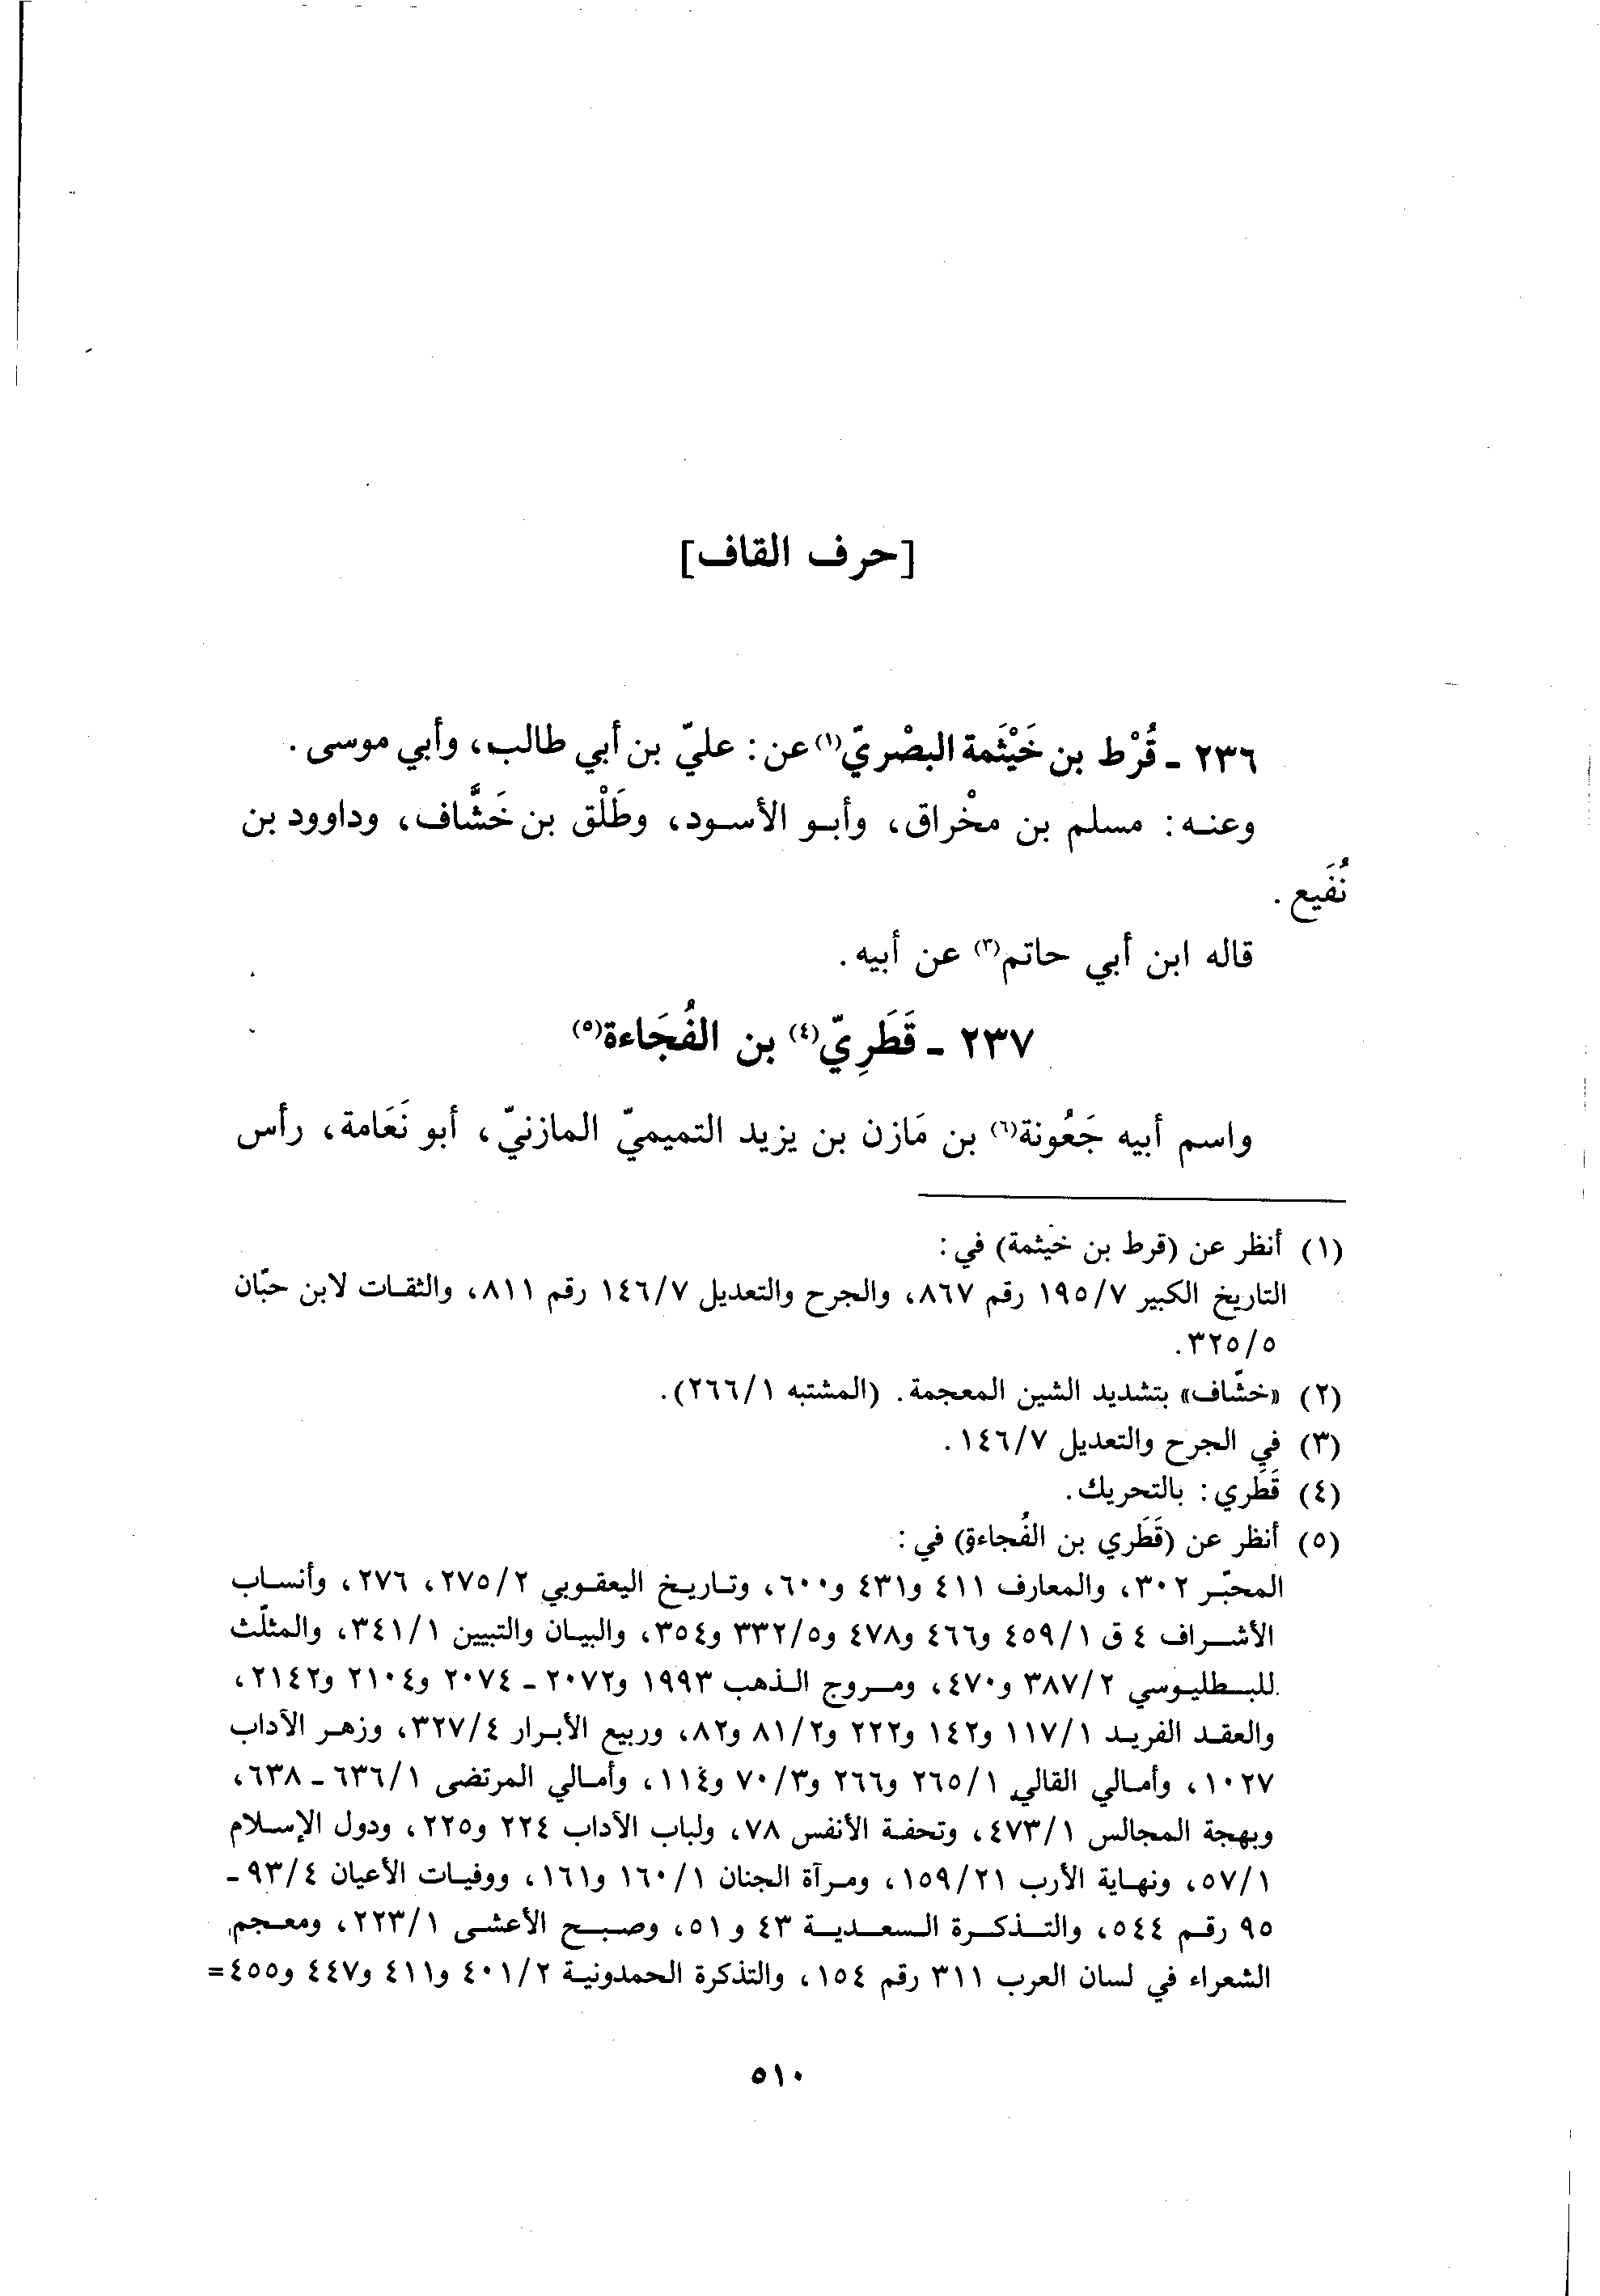 [حرف القاف]
٢٣٦ - قُرْط بن خَيْثَمة البصْريّ(١) عن: عليّ بن أبي طالب، وأبي موسى.
وعنه: مسلم بن مخْراق، وأبو الأسود، وطَلْق بن خَشَّاف، وداوود بن
نُفَيع.
قاله ابن أبي حاتم(٣) عن أبيه.
٢٣٧ - قَطَرِيّ(٤) بن الفُجَاءة(٥)
واسم أبيه جَعُونة(٦) بن مَازن بن يزيد التميميّ المازنيّ، أبو نَعَامة، رأس
(١) أنظر عن (قرط بن خيثمة) في:
التاريخ الكبير ١٩٥/٧ رقم ٨٦٧، والجرح والتعديل ١٤٦/٧ رقم ٨١١، والثقات لابن حبّان
٣٢٥/٥.
(٢) «خشّاف» بتشديد الشين المعجمة. (المشتبه ٢٦٦/١).
(٣) في الجرح والتعديل ١٤٦/٧.
(٤) قَطَري: بالتحريك.
(٥) أنظر عن (قَطَري بن الفُجاءة) في:
المحبّر ٣٠٢، والمعارف ٤١١ و٤٣١ و٦٠٠، وتاريخ اليعقوبي ٢٧٥/٢، ٢٧٦، وأنساب
الأشراف ٤ ق ٤٥٩/١ و٤٦٦ و٤٧٨ و٣٣٢/٥ و٣٥٤، والبيان والتبيين ٣٤١/١، والمثلّث
للبطليوسي ٣٨٧/٢ و٤٧٠، ومروج الذهب ١٩٩٣ و٢٠٧٢ - ٢٠٧٤ و٢١٠٤ و٢١٤٢،
والعقد الفريد ١١٧/١ و١٤٢ و٢٢٢ و٨١/٢ و٨٢، وربيع الأبرار ٣٢٧/٤، وزهر الآداب
١٠٢٧، وأمالي القالي ٢٦٥/١ و٢٦٦ و٧٠/٣ و١١٤، وأمالي المرتضى ٦٣٦/١ - ٦٣٨،
وبهجة المجالس ٤٧٣/١، وتحفة الأنفس ٧٨، ولباب الآداب ٢٢٤ و٢٢٥، ودول الإسلام
٥٧/١، ونهاية الأرب ١٥٩/٢١، ومرآة الجنان ١٦٠/١ و١٦١، ووفيات الأعيان ٩٣/٤ -
٩٥ رقم ٥٤٤، والتذكرة السعدية ٤٣ و٥١، وصبح الأعشى ٢٢٣/١، ومعجم
الشعراء في لسان العرب ٣١١ رقم ١٥٤، والتذكرة الحمدونية ٤٠١/٢ و٤١١ و٤٤٧ و٤٥٥=
٥١٠